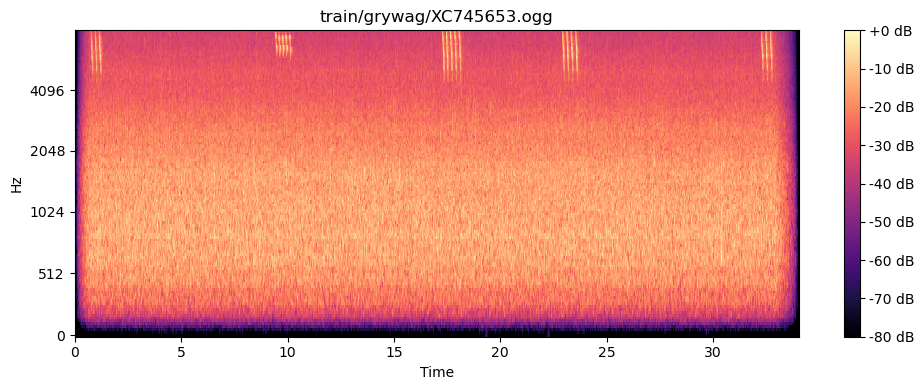 train/grywag/XC745653.ogg
Hz
4096
2048
1024
512
0
0
5
10
15
20
25
30
Time
+0 dB
-10 dB
-20 dB
-30 dB
-40 dB
-50 dB
-60 dB
-70 dB
-80 dB